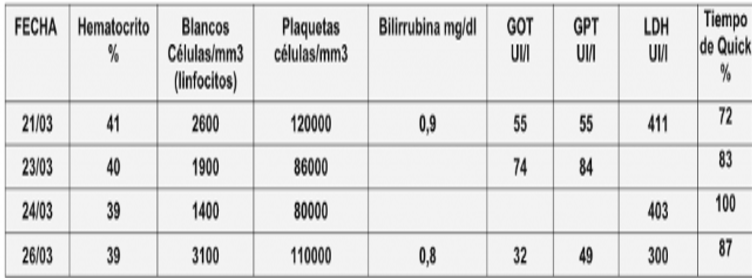 FECHA Hematocrito % Blancos Células/mm3 (linfocitos) Plaquetas células/mm3 Bilirrubina mg/dl GOT UI/l GPT UI/l LDH UI/l Tiempo de Quick %
21/03 41 2600 120000 0,9 55 55 411 72
23/03 40 1900 86000 74 84 83
24/03 39 1400 80000 403 100
26/03 39 3100 110000 0,8 32 49 300 87